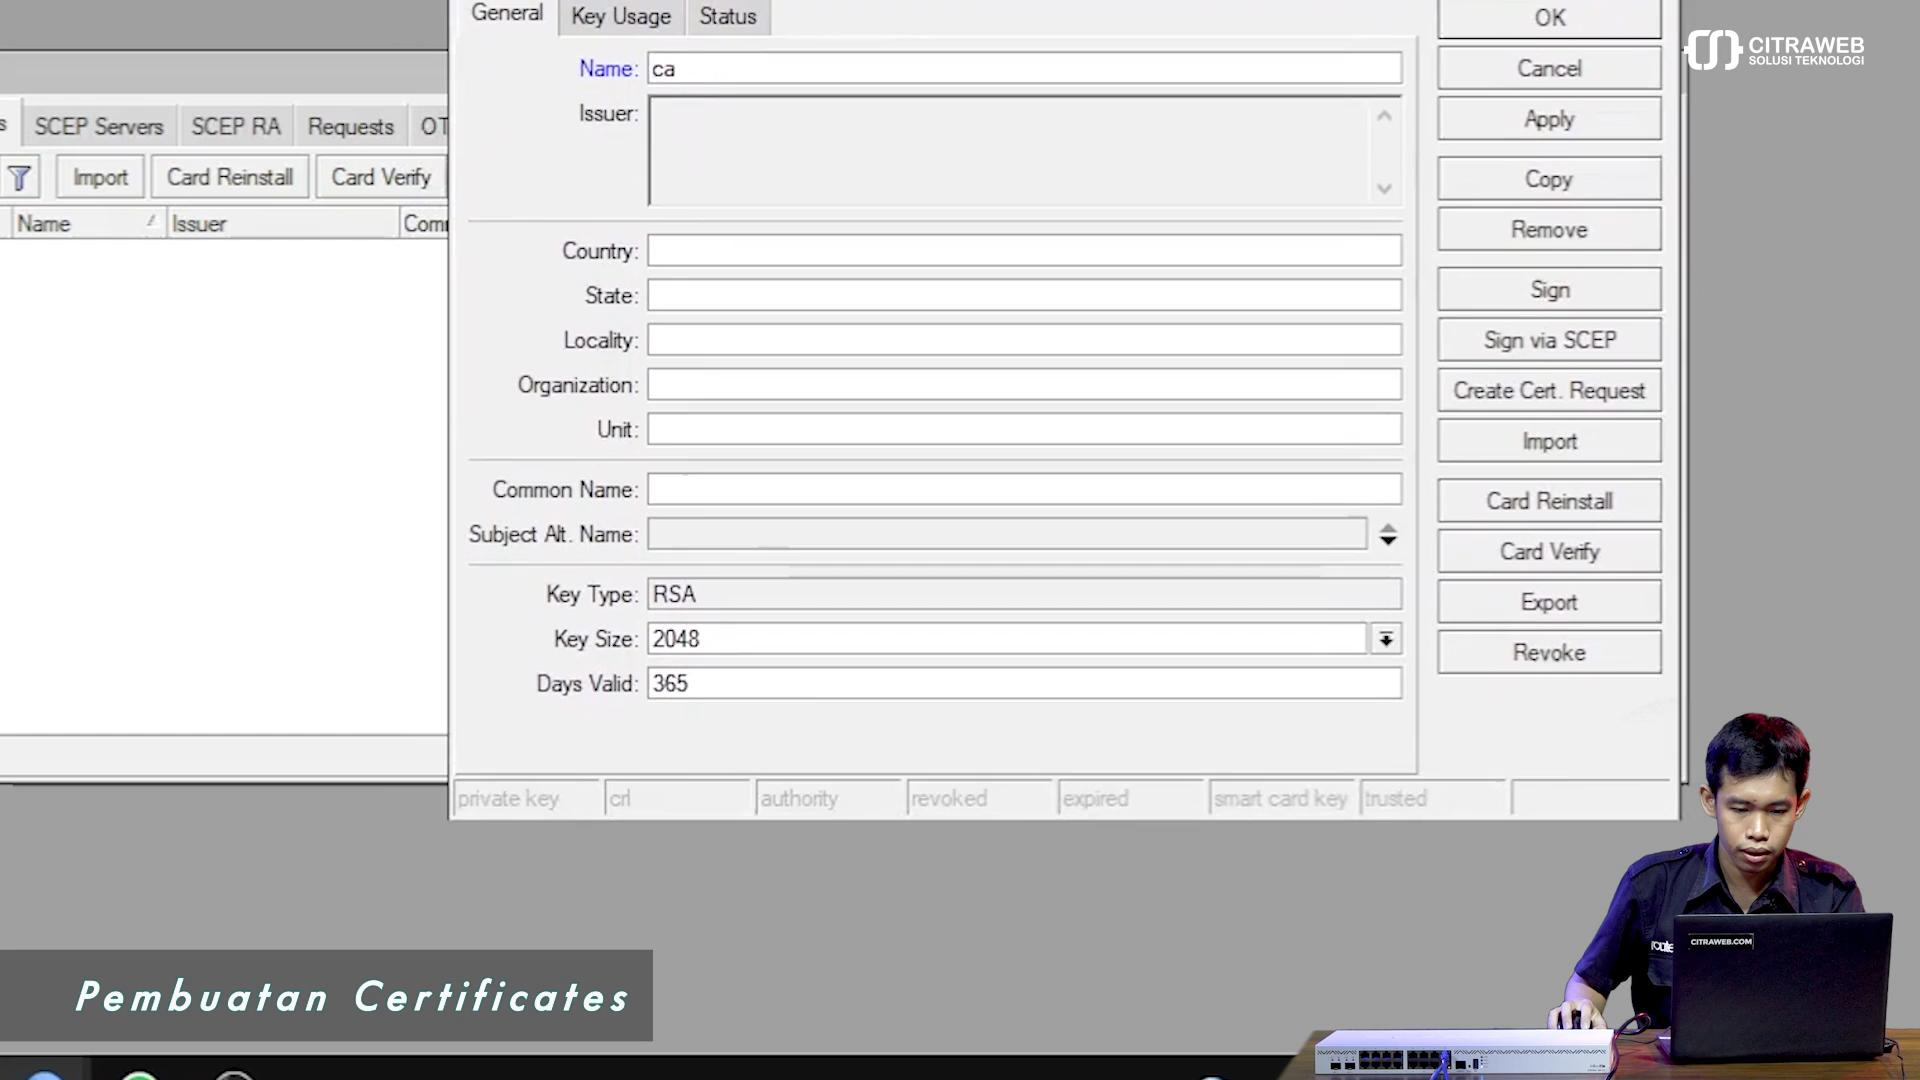 General
Key Usage
Status
OK
CITRAWEB
SOLUSI TEKNOLOGI
Name: ca
Cancel
Issuer:
Apply
SCEP Servers
SCEP RA
Requests
OT
Import
Card Reinstall
Card Verify
Copy
Name
Issuer
Com
Remove
Country:
State:
Sign
Locality:
Sign via SCEP
Organization:
Create Cert. Request
Unit:
Import
Common Name:
Card Reinstall
Subject Alt. Name:
Card Verify
Key Type: RSA
Export
Key Size: 2048
Revoke
Days Valid: 365
private key
crl
authority
revoked
expired
smart card key
trusted
CITRAWEB.COM
Pembuatan Certificates